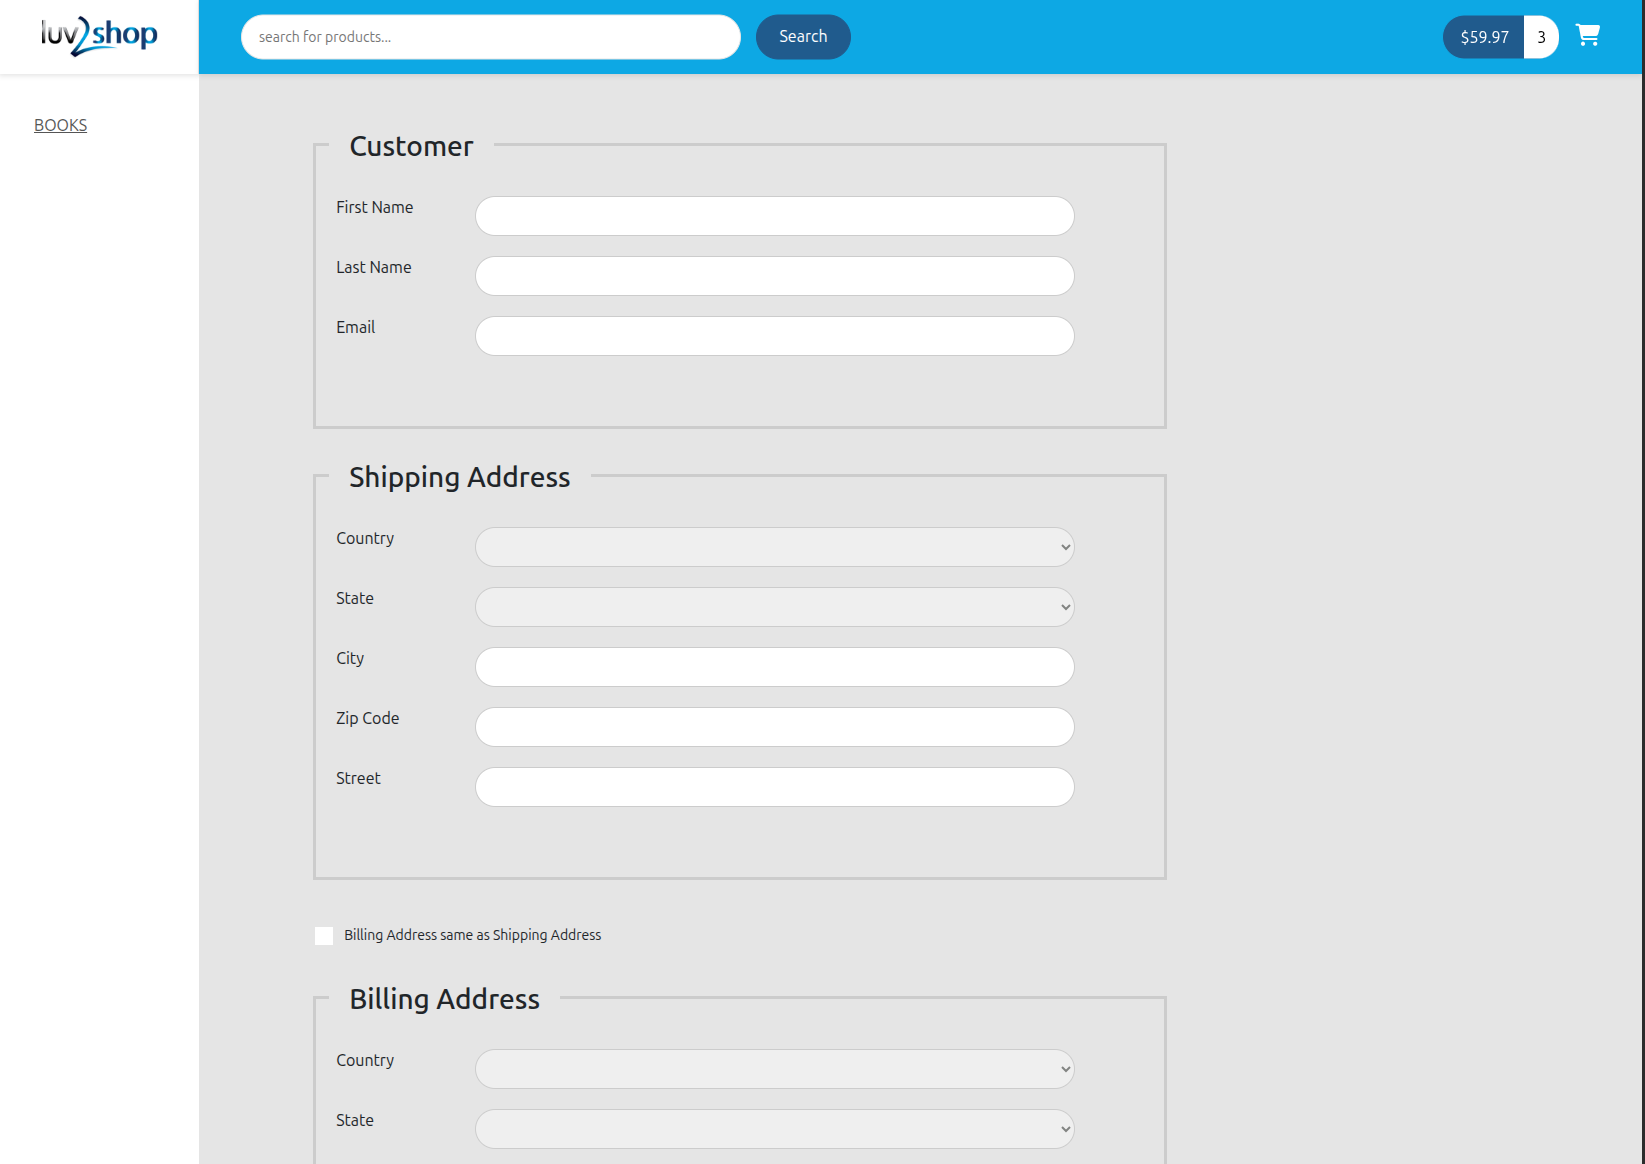 luv2shop
search for products...
Search
$59.97
3
BOOKS
Customer
First Name
Last Name
Email
Shipping Address
Country
State
City
Zip Code
Street
Billing Address same as Shipping Address
Billing Address
Country
State